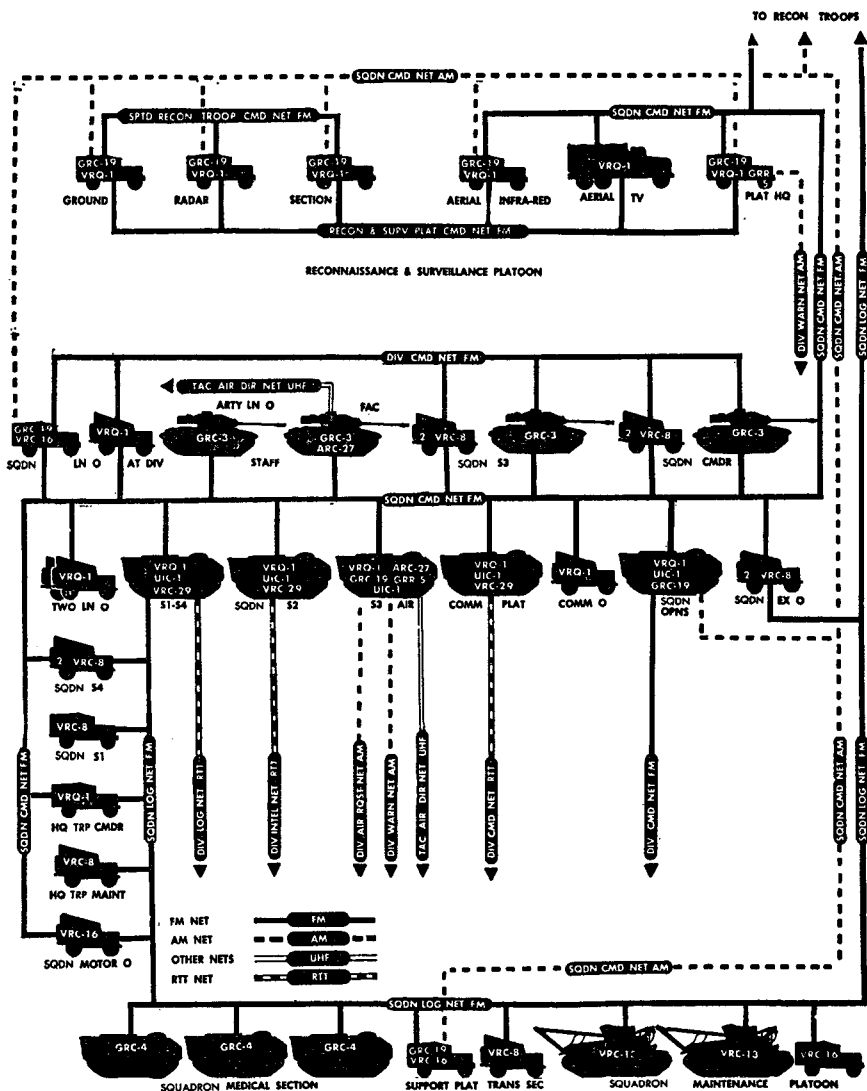 TO RECON TROOPS
SQDN CMD NET AM
SPTD RECON TROOP CMD NET FM
SQDN CMD NET FM
GRC-19 GRC-19 GRC-19 GRC-19 VRQ-1 GRC-19
VRQ-1 VRQ-1 VRQ-1 VRQ-1 VRQ-1 GRR 5
GROUND RADAR SECTION AERIAL INFRA-RED AERIAL TV PLAT HQ
RECON & SURV PLAT CMD NET FM
RECONNAISSANCE & SURVEILLANCE PLATOON
DIV WARN NET AM
SQDN CMD NET FM
SQDN CMD NET AM
SQDN LOG NET FM
DIV CMD NET FM
TAC AIR DIR NET UHF
ARTY LN O FAC
GRC-19 VRQ-1 GRC-3 GRC-3 2 VRC-8 GRC-3 2 VRC-8 GRC-3
VRC-16 ARC-27
SQDN LN O AT DIV STAFF SQDN S3 SQDN CMDR
SQDN CMD NET FM
VRQ-1 VRQ-1 VRQ-1 VRQ-1 ARC-27 VRQ-1 VRQ-1 VRQ-1 2 VRC-8
UIC-1 UIC-1 GRC-19 GRR 5 UIC-1 UIC-1
VRC-29 VRC-29 UIC-1 VRC-29 GRC-19
TWO LN O S1-S4 SQDN S2 S3 AIR COMM PLAT COMM O SQDN OPNS SQDN EX O
2 VRC-8
SQDN S4
VRC-8
SQDN S1
VRQ-1
HQ TRP CMDR
VRC-8
HQ TRP MAINT
VRC-16
SQDN MOTOR O
SQDN CMD NET FM
SQDN LOG NET FM
DIV LOG NET RTT
DIV INTEL NET RTT
DIV AIR RQST NET AM
DIV WARN NET AM
TAC AIR DIR NET UHF
DIV CMD NET RTT
DIV CMD NET FM
SQDN CMD NET AM
SQDN LOG NET FM
FM NET FM
AM NET AM
OTHER NETS UHF
RTT NET RTT
SQDN CMD NET AM
SQDN LOG NET FM
GRC-4 GRC-4 GRC-4 GRC-19 VRC-8 VRC-13 VRC-16
VRC-16
SQUADRON MEDICAL SECTION SUPPORT PLAT TRANS SEC SQUADRON MAINTENANCE PLATOON